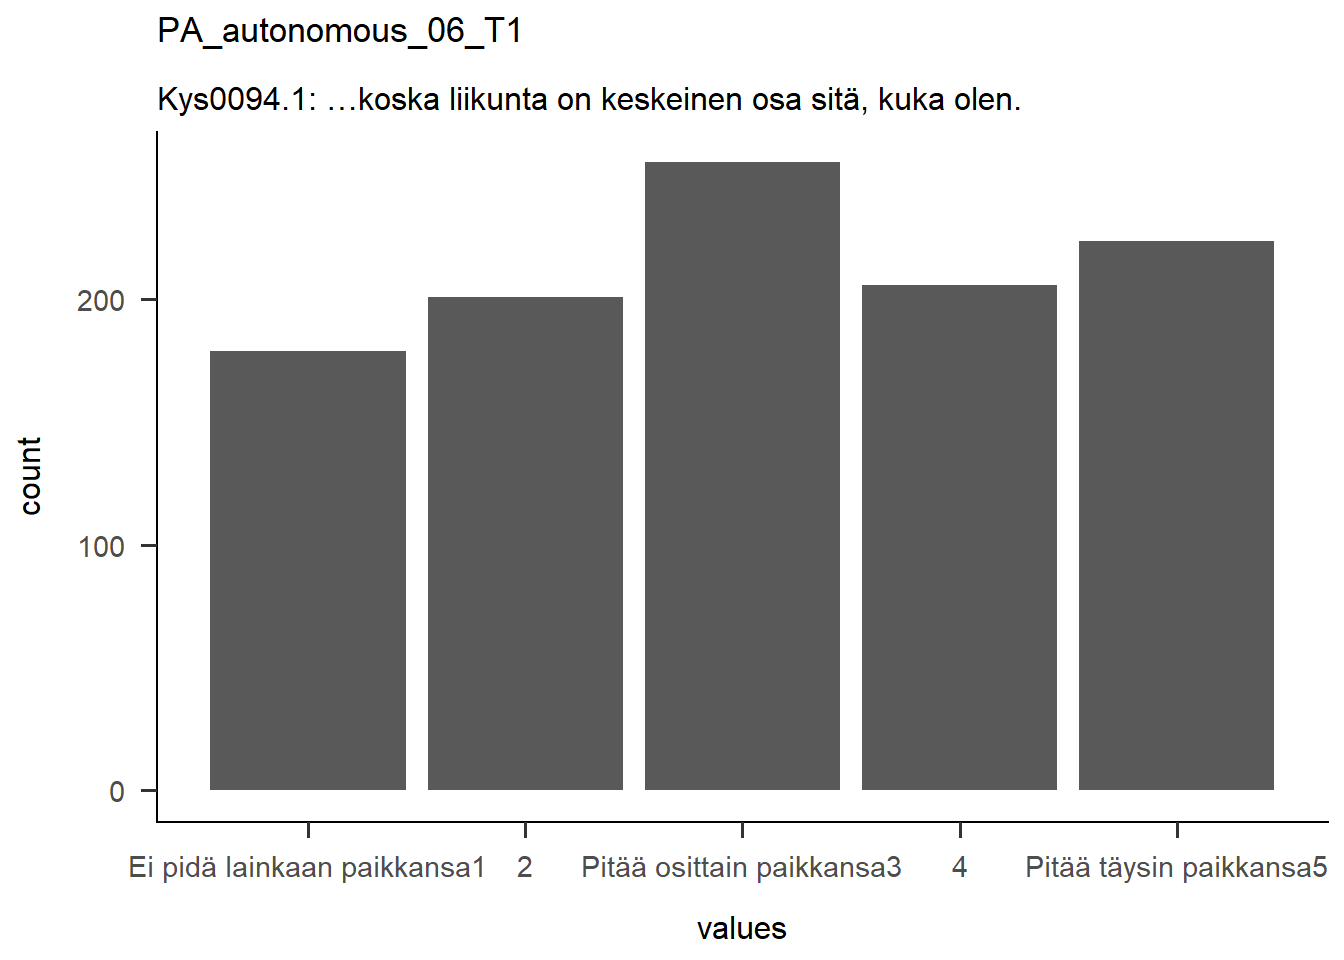 PA_autonomous_06_T1
Kys0094.1: …koska liikunta on keskeinen osa sitä, kuka olen.
count
200
100
0
Ei pidä lainkaan paikkansa1 2 Pitää osittain paikkansa3 4 Pitää täysin paikkansa5
values